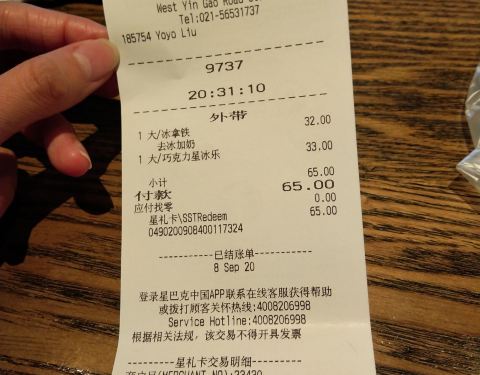 West Yin Gao Road
Tel:021-56531737
185754 Yoyo Liu
9737
20:31:10
外带
1 大/冰拿铁 32.00
去冰加奶
1 大/巧克力星冰乐 33.00
小计 65.00
付款 65.00
应付找零 0.00
星礼卡\SSTRedeem 65.00
0490200908400117324
-----------已结账单-----------
8 Sep 20
登录星巴克中国APP联系在线客服获得帮助
或拨打顾客关怀热线:4008206998
Service Hotline:4008206998
根据相关法规，该交易不得开具发票
---------星礼卡交易明细---------
商户号(MERCHANT NO):23430